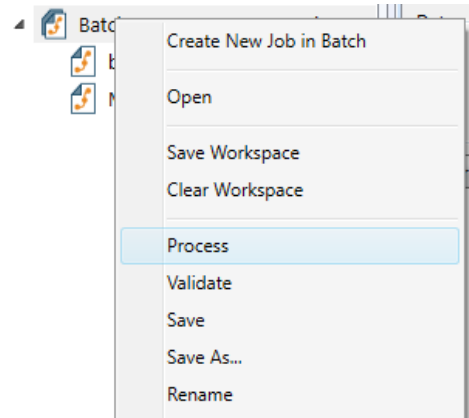 Batc
Create New Job in Batch
Open
Save Workspace
Clear Workspace
Process
Validate
Save
Save As...
Rename